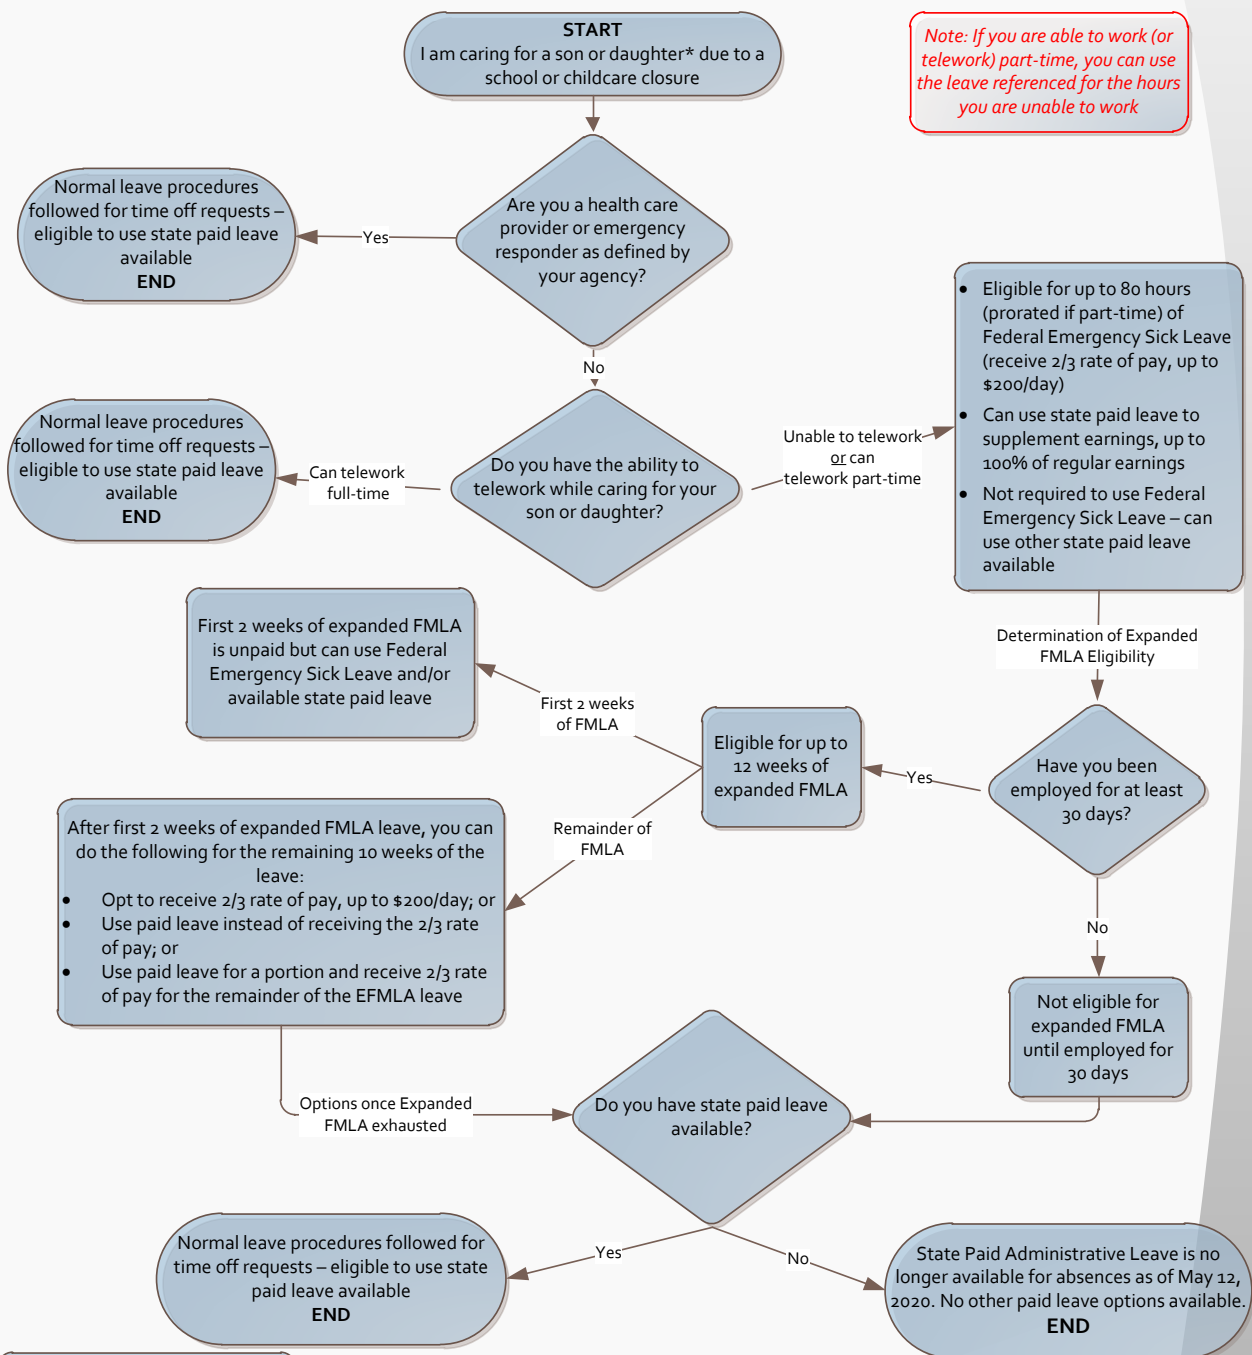 START
I am caring for a son or daughter* due to a
school or childcare closure
Note: If you are able to work (or
telework) part-time, you can use
the leave referenced for the hours
you are unable to work
Are you a health care
provider or emergency
responder as defined by
your agency?
Yes
Normal leave procedures
followed for time off requests –
eligible to use state paid leave
available
END
No
Do you have the ability to
telework while caring for your
son or daughter?
Can telework
full-time
Normal leave procedures
followed for time off requests –
eligible to use state paid leave
available
END
Unable to telework
or can
telework part-time
• Eligible for up to 80 hours
(prorated if part-time) of
Federal Emergency Sick Leave
(receive 2/3 rate of pay, up to
$200/day)
• Can use state paid leave to
supplement earnings, up to
100% of regular earnings
• Not required to use Federal
Emergency Sick Leave – can
use other state paid leave
available
Determination of Expanded
FMLA Eligibility
Have you been
employed for at least
30 days?
Yes
Eligible for up to
12 weeks of
expanded FMLA
First 2 weeks
of FMLA
First 2 weeks of expanded FMLA
is unpaid but can use Federal
Emergency Sick Leave and/or
available state paid leave
Remainder of
FMLA
After first 2 weeks of expanded FMLA leave, you can
do the following for the remaining 10 weeks of the
leave:
• Opt to receive 2/3 rate of pay, up to $200/day; or
• Use paid leave instead of receiving the 2/3 rate
of pay; or
• Use paid leave for a portion and receive 2/3 rate
of pay for the remainder of the EFMLA leave
No
Not eligible for
expanded FMLA
until employed for
30 days
Options once Expanded
FMLA exhausted
Do you have state paid leave
available?
Yes
Normal leave procedures followed for
time off requests – eligible to use state
paid leave available
END
No
State Paid Administrative Leave is no
longer available for absences as of May 12,
2020. No other paid leave options available.
END